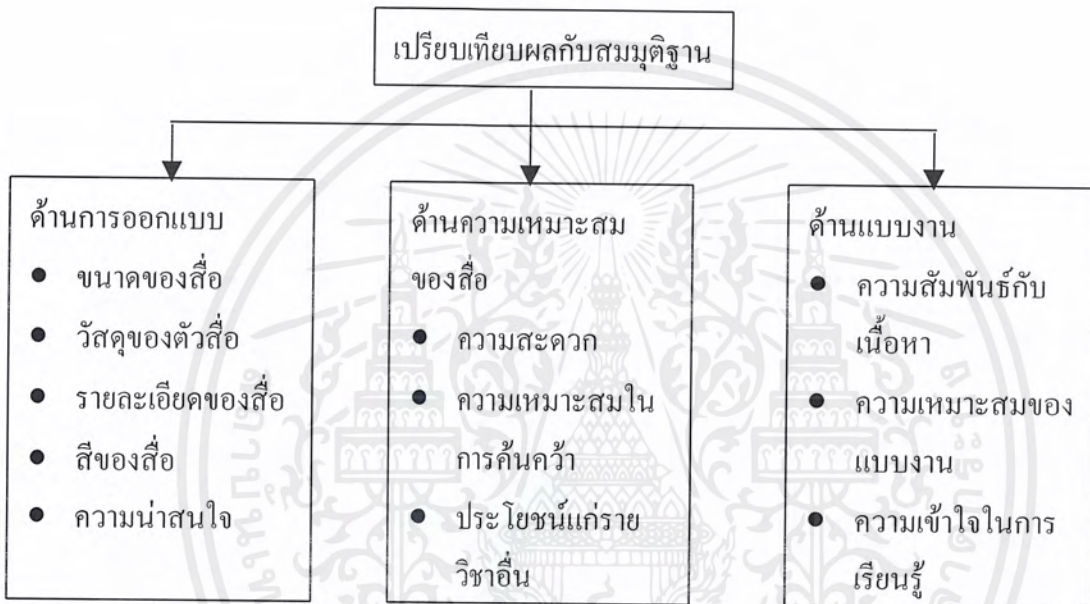 เปรียบเทียบผลกับสมมุติฐาน
ด้านการออกแบบ
● ขนาดของสื่อ
● วัสดุของตัวสื่อ
● รายละเอียดของสื่อ
● สีของสื่อ
● ความน่าสนใจ
ด้านความเหมาะสม
ของสื่อ
● ความสะดวก
● ความเหมาะสมใน
การค้นคว้า
● ประโยชน์แก่ราย
วิชาอื่น
ด้านแบบงาน
● ความสัมพันธ์กับ
เนื้อหา
● ความเหมาะสมของ
แบบงาน
● ความเข้าใจในการ
เรียนรู้